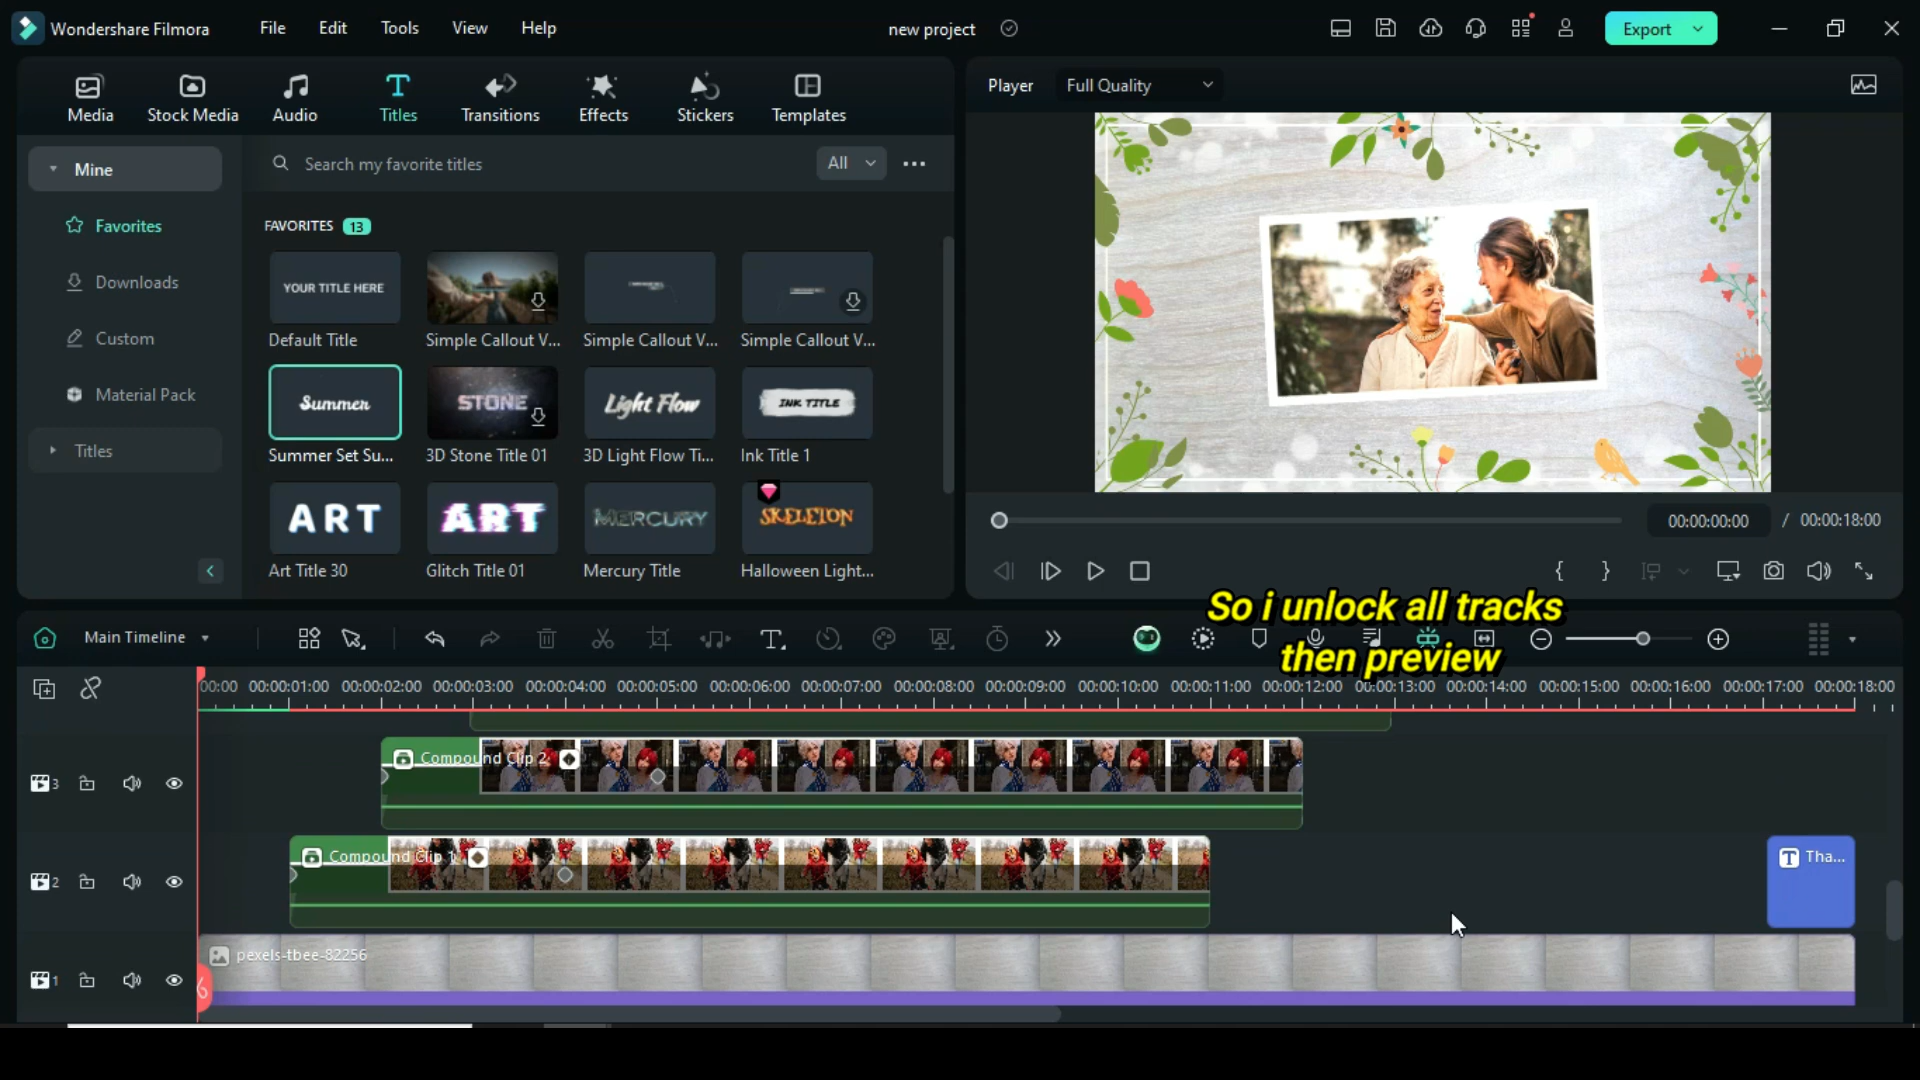 Wondershare Filmora
File
Edit
Tools
View
Help
new project
Export
Media
Stock Media
Audio
Titles
Transitions
Effects
Stickers
Templates
Player
Full Quality
Mine
Search my favorite titles
All
Favorites
Downloads
Custom
Material Pack
Titles
FAVORITES 13
YOUR TITLE HERE
Default Title
Simple Callout V...
Simple Callout V...
Simple Callout V...
Summer
STONE
Light Flow
INK TITLE
Summer Set Su...
3D Stone Title 01
3D Light Flow Ti...
Ink Title 1
ART
ART
MERCURY
SKELETON
Art Title 30
Glitch Title 01
Mercury Title
Halloween Light...
00:00:00:00 / 00:00:18:00
So i unlock all tracks
then preview
Main Timeline
00:00 00:00:01:00 00:00:02:00 00:00:03:00 00:00:04:00 00:00:05:00 00:00:06:00 00:00:07:00 00:00:08:00 00:00:09:00 00:00:10:00 00:00:11:00 00:00:12:00 00:00:13:00 00:00:14:00 00:00:15:00 00:00:16:00 00:00:17:00 00:00:18:00
3
Compound Clip 2
2
Compound Clip 1
Tha...
1
pexels-tbee-82256